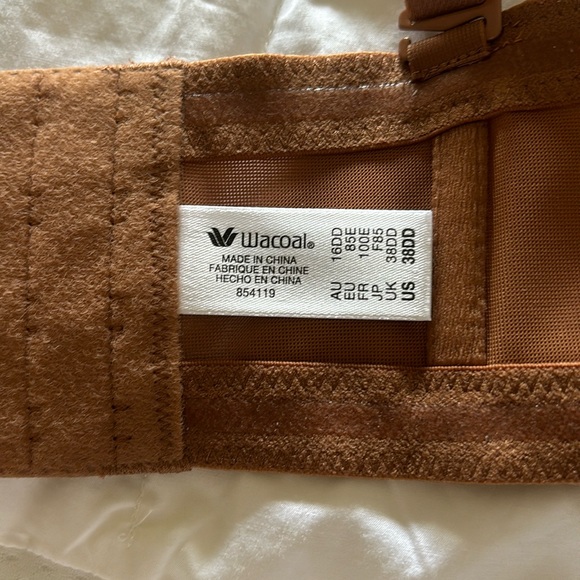 Wacoal®
MADE IN CHINA
FABRIQUE EN CHINE
HECHO EN CHINA
854119
AU 16DD
EU 85E
FR 100E
JP F85
UK 38DD
US 38DD